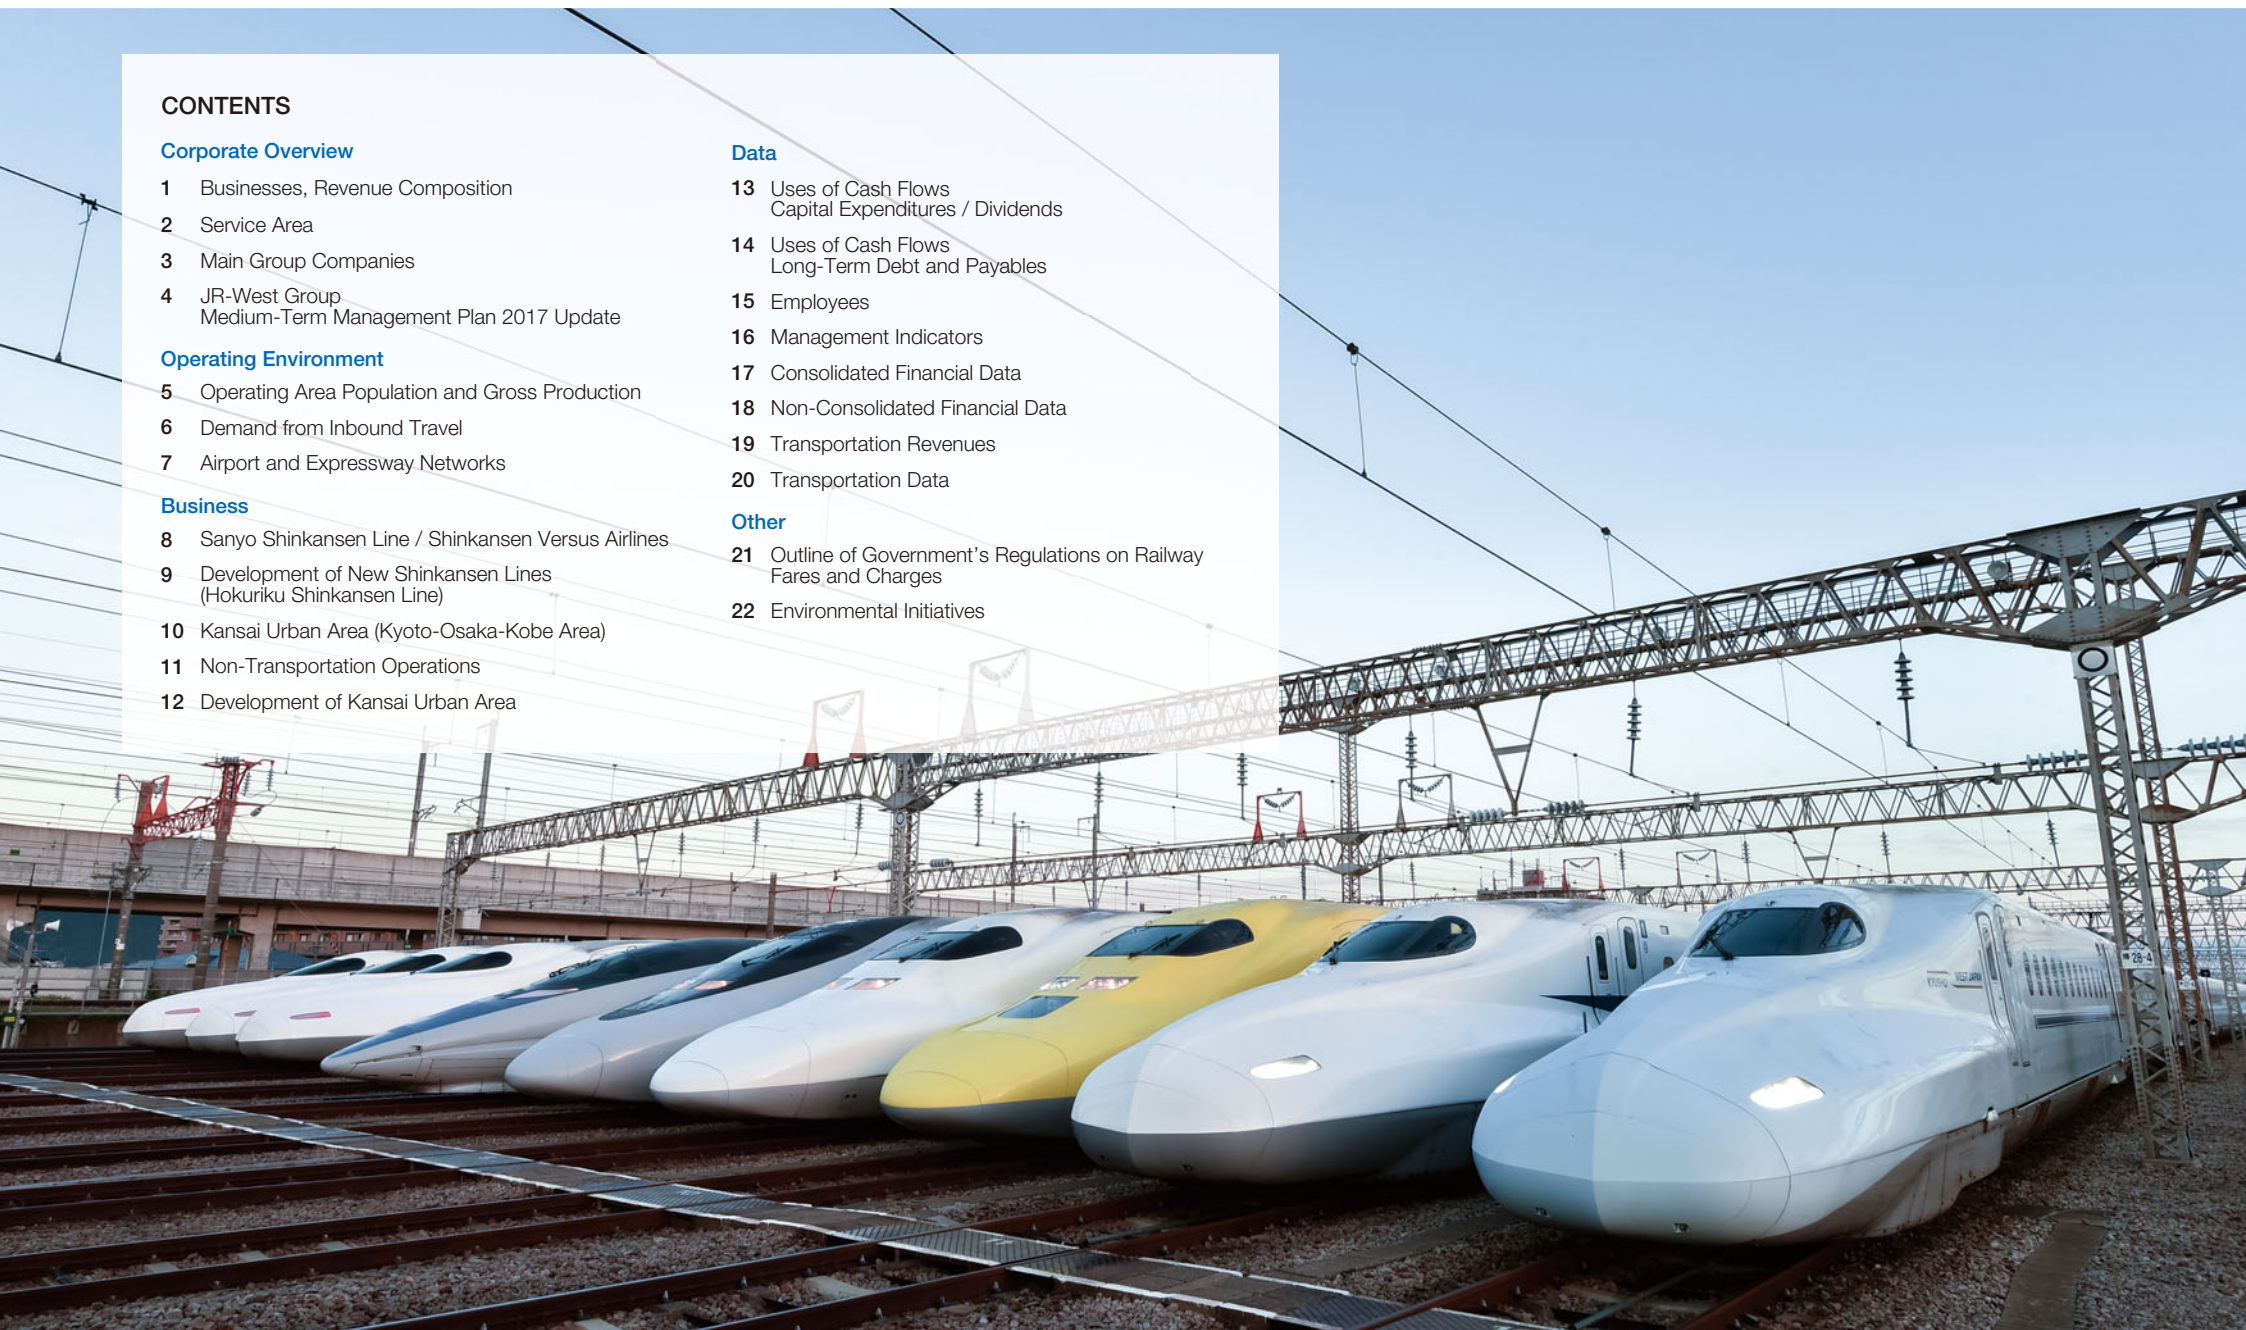 CONTENTS
Corporate Overview
1 Businesses, Revenue Composition
2 Service Area
3 Main Group Companies
4 JR-West Group
Medium-Term Management Plan 2017 Update
Operating Environment
5 Operating Area Population and Gross Production
6 Demand from Inbound Travel
7 Airport and Expressway Networks
Business
8 Sanyo Shinkansen Line / Shinkansen Versus Airlines
9 Development of New Shinkansen Lines
(Hokuriku Shinkansen Line)
10 Kansai Urban Area (Kyoto-Osaka-Kobe Area)
11 Non-Transportation Operations
12 Development of Kansai Urban Area
Data
13 Uses of Cash Flows
Capital Expenditures / Dividends
14 Uses of Cash Flows
Long-Term Debt and Payables
15 Employees
16 Management Indicators
17 Consolidated Financial Data
18 Non-Consolidated Financial Data
19 Transportation Revenues
20 Transportation Data
Other
21 Outline of Government's Regulations on Railway
Fares and Charges
22 Environmental Initiatives
KYUSHU WEST JAPAN
28-4